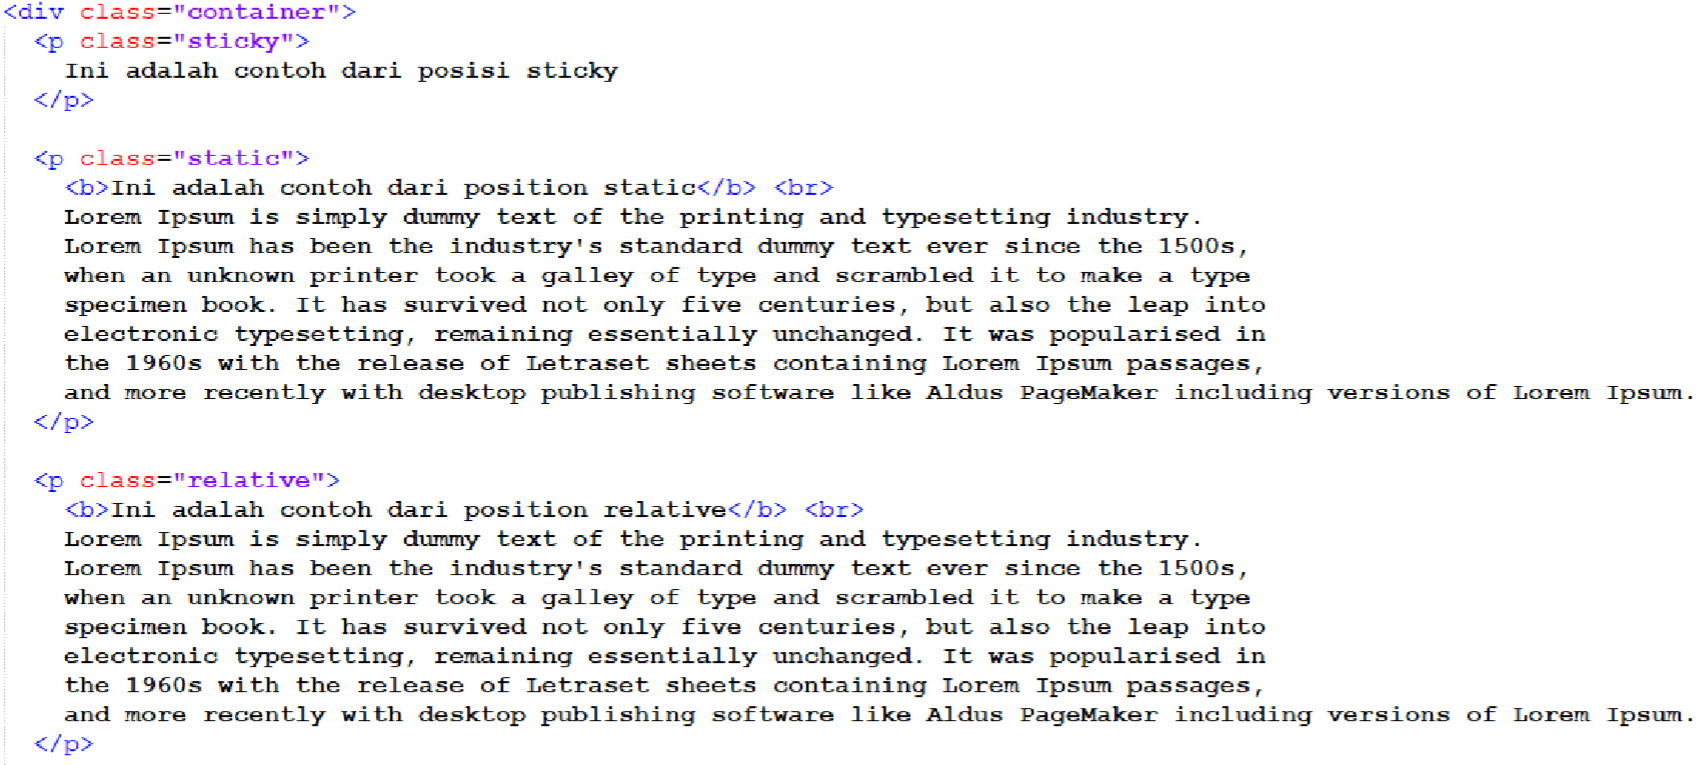 <div class="container">
<p class="sticky">
Ini adalah contoh dari posisi sticky
</p>
<p class="static">
<b>Ini adalah contoh dari position static</b> <br>
Lorem Ipsum is simply dummy text of the printing and typesetting industry.
Lorem Ipsum has been the industry's standard dummy text ever since the 1500s,
when an unknown printer took a galley of type and scrambled it to make a type
specimen book. It has survived not only five centuries, but also the leap into
electronic typesetting, remaining essentially unchanged. It was popularised in
the 1960s with the release of Letraset sheets containing Lorem Ipsum passages,
and more recently with desktop publishing software like Aldus PageMaker including versions of Lorem Ipsum.
</p>
<p class="relative">
<b>Ini adalah contoh dari position relative</b> <br>
Lorem Ipsum is simply dummy text of the printing and typesetting industry.
Lorem Ipsum has been the industry's standard dummy text ever since the 1500s,
when an unknown printer took a galley of type and scrambled it to make a type
specimen book. It has survived not only five centuries, but also the leap into
electronic typesetting, remaining essentially unchanged. It was popularised in
the 1960s with the release of Letraset sheets containing Lorem Ipsum passages,
and more recently with desktop publishing software like Aldus PageMaker including versions of Lorem Ipsum.
</p>